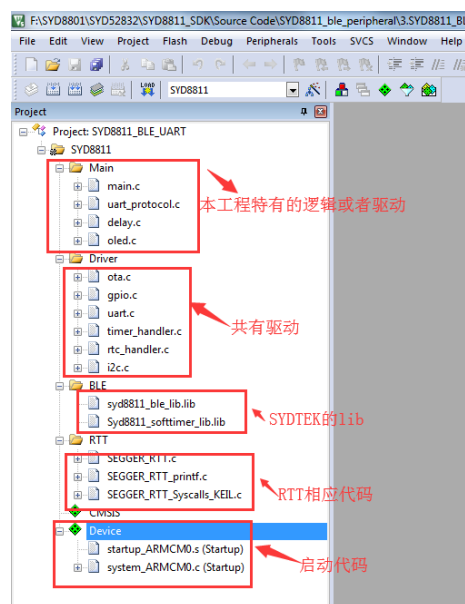 F:\SYD8801\SYD52832\SYD8811_SDK\Source Code\SYD8811_ble_peripheral\3.SYD8811_BL
File Edit View Project Flash Debug Peripherals Tools SVCS Window Help
LOAD SYD8811
Project
Project: SYD8811_BLE_UART
SYD8811
Main
main.c
uart_protocol.c 本工程特有的逻辑或者驱动
delay.c
oled.c
Driver
ota.c
gpio.c
uart.c 共有驱动
timer_handler.c
rtc_handler.c
i2c.c
BLE
syd8811_ble_lib.lib
Syd8811_softtimer_lib.lib SYDTEK的lib
RTT
SEGGER_RTT.c
SEGGER_RTT_printf.c
SEGGER_RTT_Syscalls_KEIL.c RTT相应代码
CMSIS
Device
startup_ARMCM0.s (Startup)
system_ARMCM0.c (Startup) 启动代码